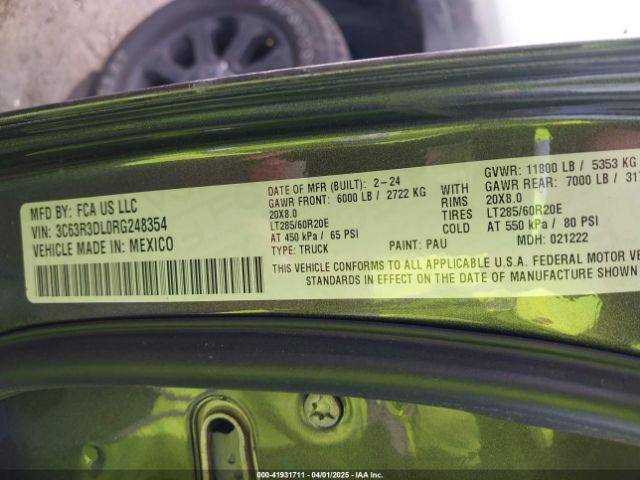 MFD BY: FCA US LLC
VIN: 3C63R3DL0RG248354
VEHICLE MADE IN: MEXICO
DATE OF MFR (BUILT): 2-24
GAWR FRONT: 6000 LB / 2722 KG
20X8.0
LT285/60R20E
AT 450 kPa / 65 PSI
TYPE: TRUCK
PAINT: PAU
WITH
RIMS
TIRES
COLD
GVWR: 11800 LB / 5353 KG
GAWR REAR: 7000 LB / 317
20X8.0
LT285/60R20E
AT 550 kPa / 80 PSI
MDH: 021222
THIS VEHICLE CONFORMS TO ALL APPLICABLE U.S.A. FEDERAL MOTOR VE
STANDARDS IN EFFECT ON THE DATE OF MANUFACTURE SHOWN
000-41931711 - 04/01/2025 - IAAI, Inc.